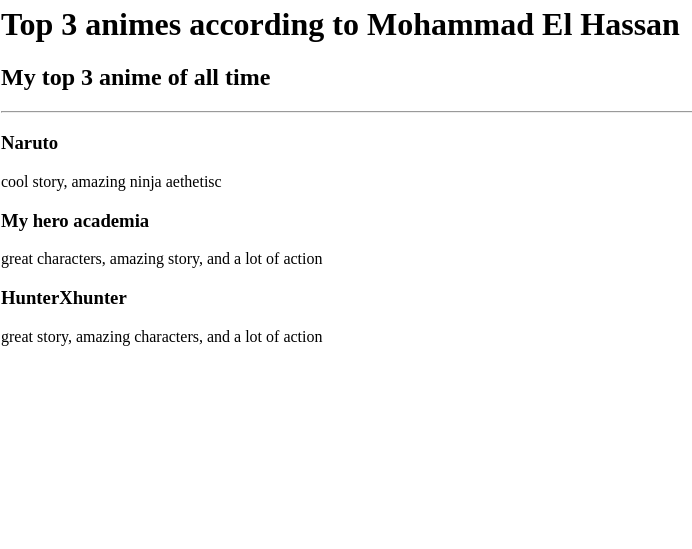 Top 3 animes according to Mohammad El Hassan
My top 3 anime of all time
Naruto
cool story, amazing ninja aethetisc
My hero academia
great characters, amazing story, and a lot of action
HunterXhunter
great story, amazing characters, and a lot of action